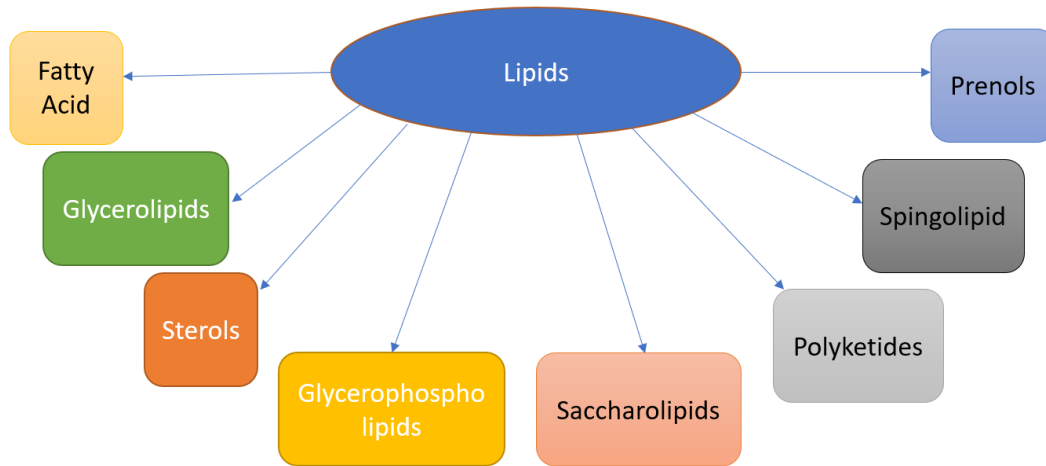 Lipids
Fatty
Acid
Prenols
Glycerolipids
Spingolipid
Sterols
Polyketides
Glycerophospho
lipids
Saccharolipids